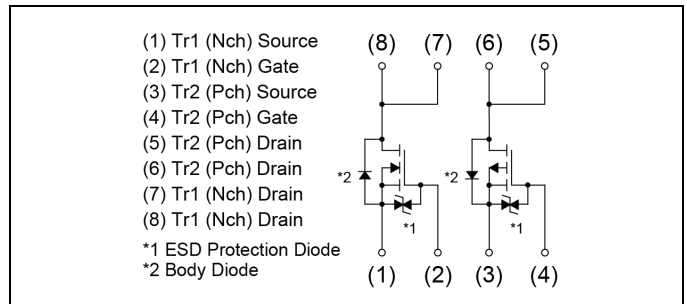 (1) Tr1 (Nch) Source
(2) Tr1 (Nch) Gate
(3) Tr2 (Pch) Source
(4) Tr2 (Pch) Gate
(5) Tr2 (Pch) Drain
(6) Tr2 (Pch) Drain
(7) Tr1 (Nch) Drain
(8) Tr1 (Nch) Drain
*1 ESD Protection Diode
*2 Body Diode
(8) (7) (6) (5)
*2 *2
*1 *1
(1) (2) (3) (4)